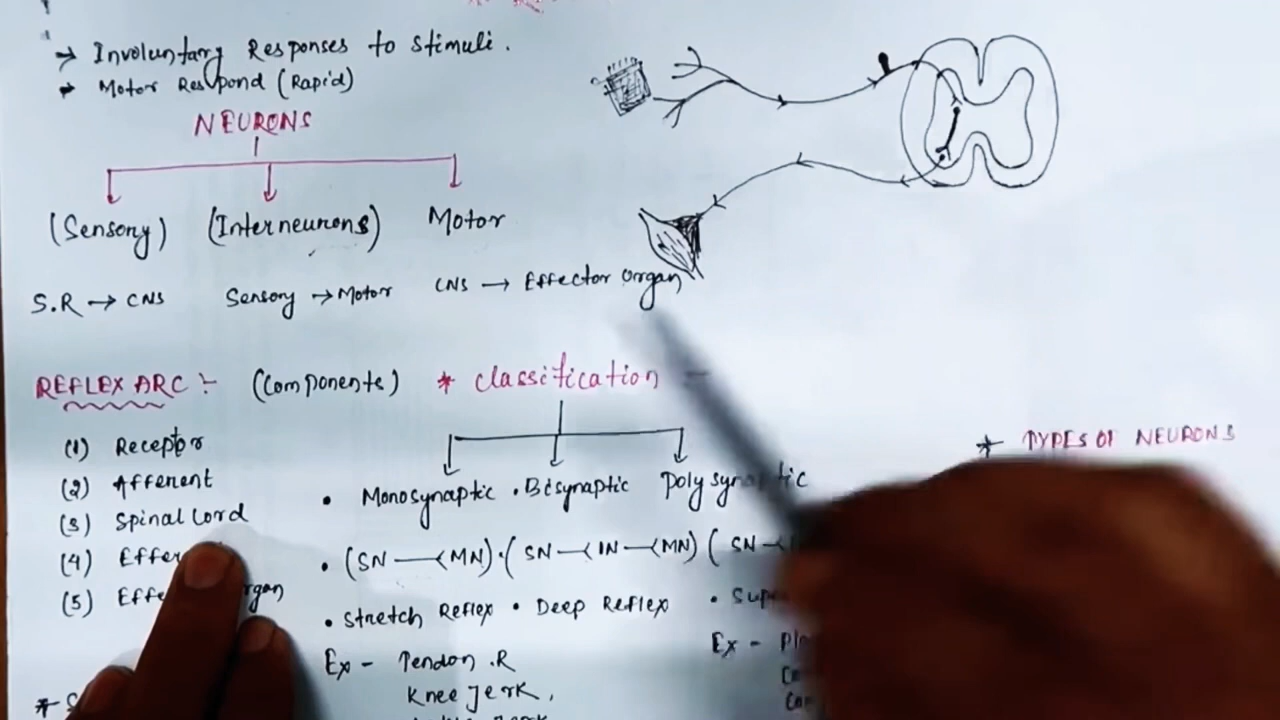 → Involuntary Responses to Stimuli.
→ Motor Respond (Rapid)
NEURONS
(Sensory) (Interneurons) Motor
S.R → CNS Sensory → Motor CNS → Effector Organ
REFLEX ARC :- (Components)
(1) Receptor
(2) Afferent
(3) Spinal Cord
(4)
(5)
* Classification
• Monosynaptic • Bisynaptic
• (SN —< MN) • (SN —< IN —< MN) (SN
• Stretch Reflex • Deep Reflex •
Ex - Tendon .R
Knee Jerk,
Ex -
* TYPES OF NEURONS